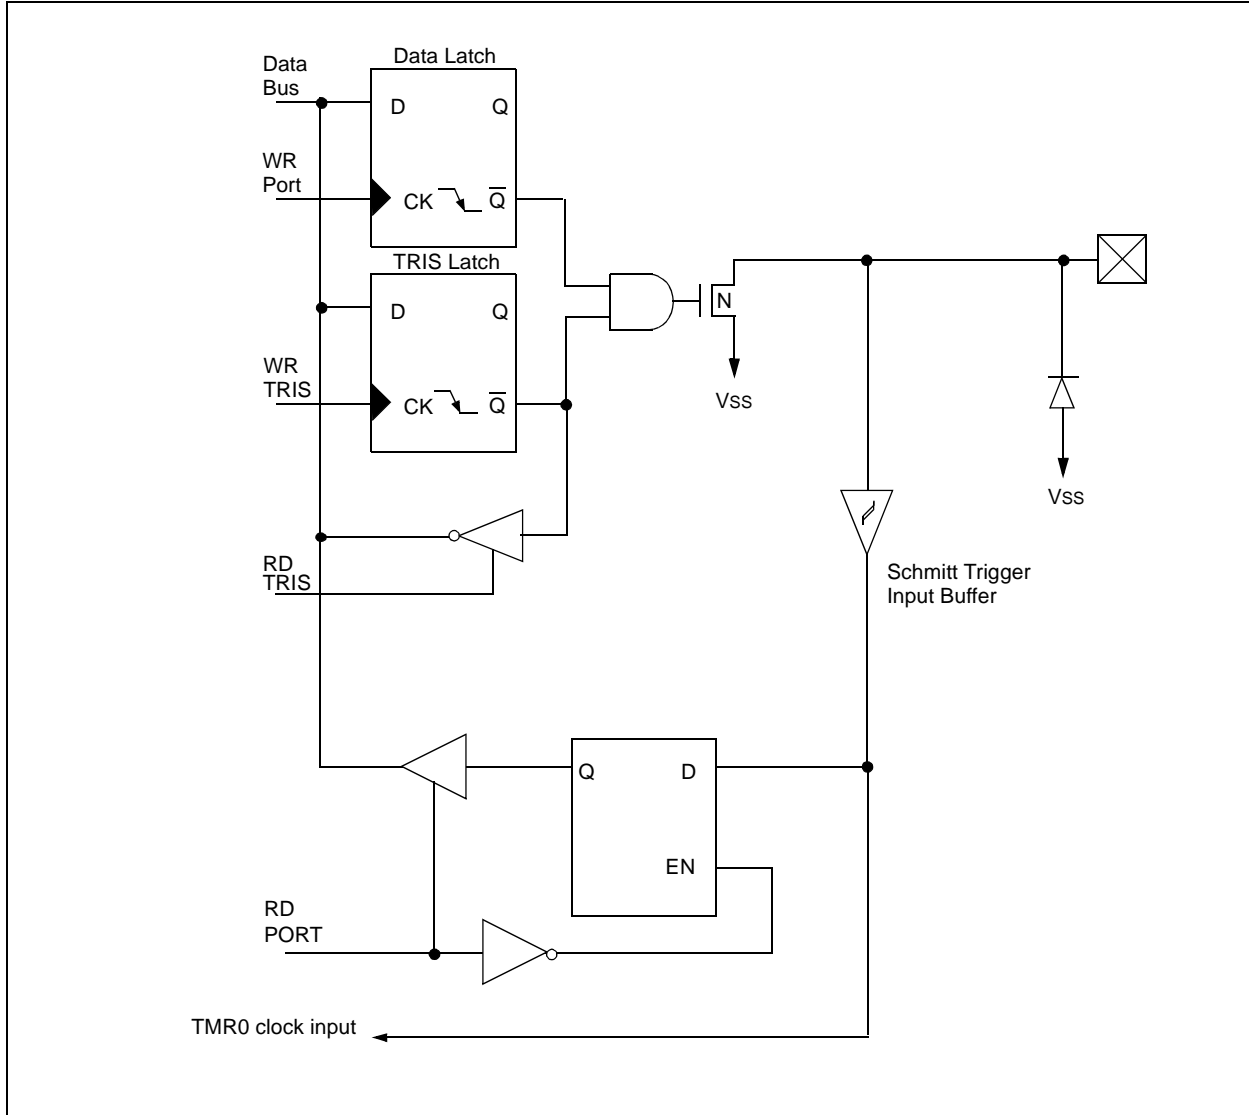 Data Latch
Data
Bus
D
Q
WR
Port
CK
Q̅
TRIS Latch
D
Q
N
WR
TRIS
CK
Q̅
VSS
VSS
RD
TRIS
Schmitt Trigger
Input Buffer
Q
D
EN
RD
PORT
TMR0 clock input